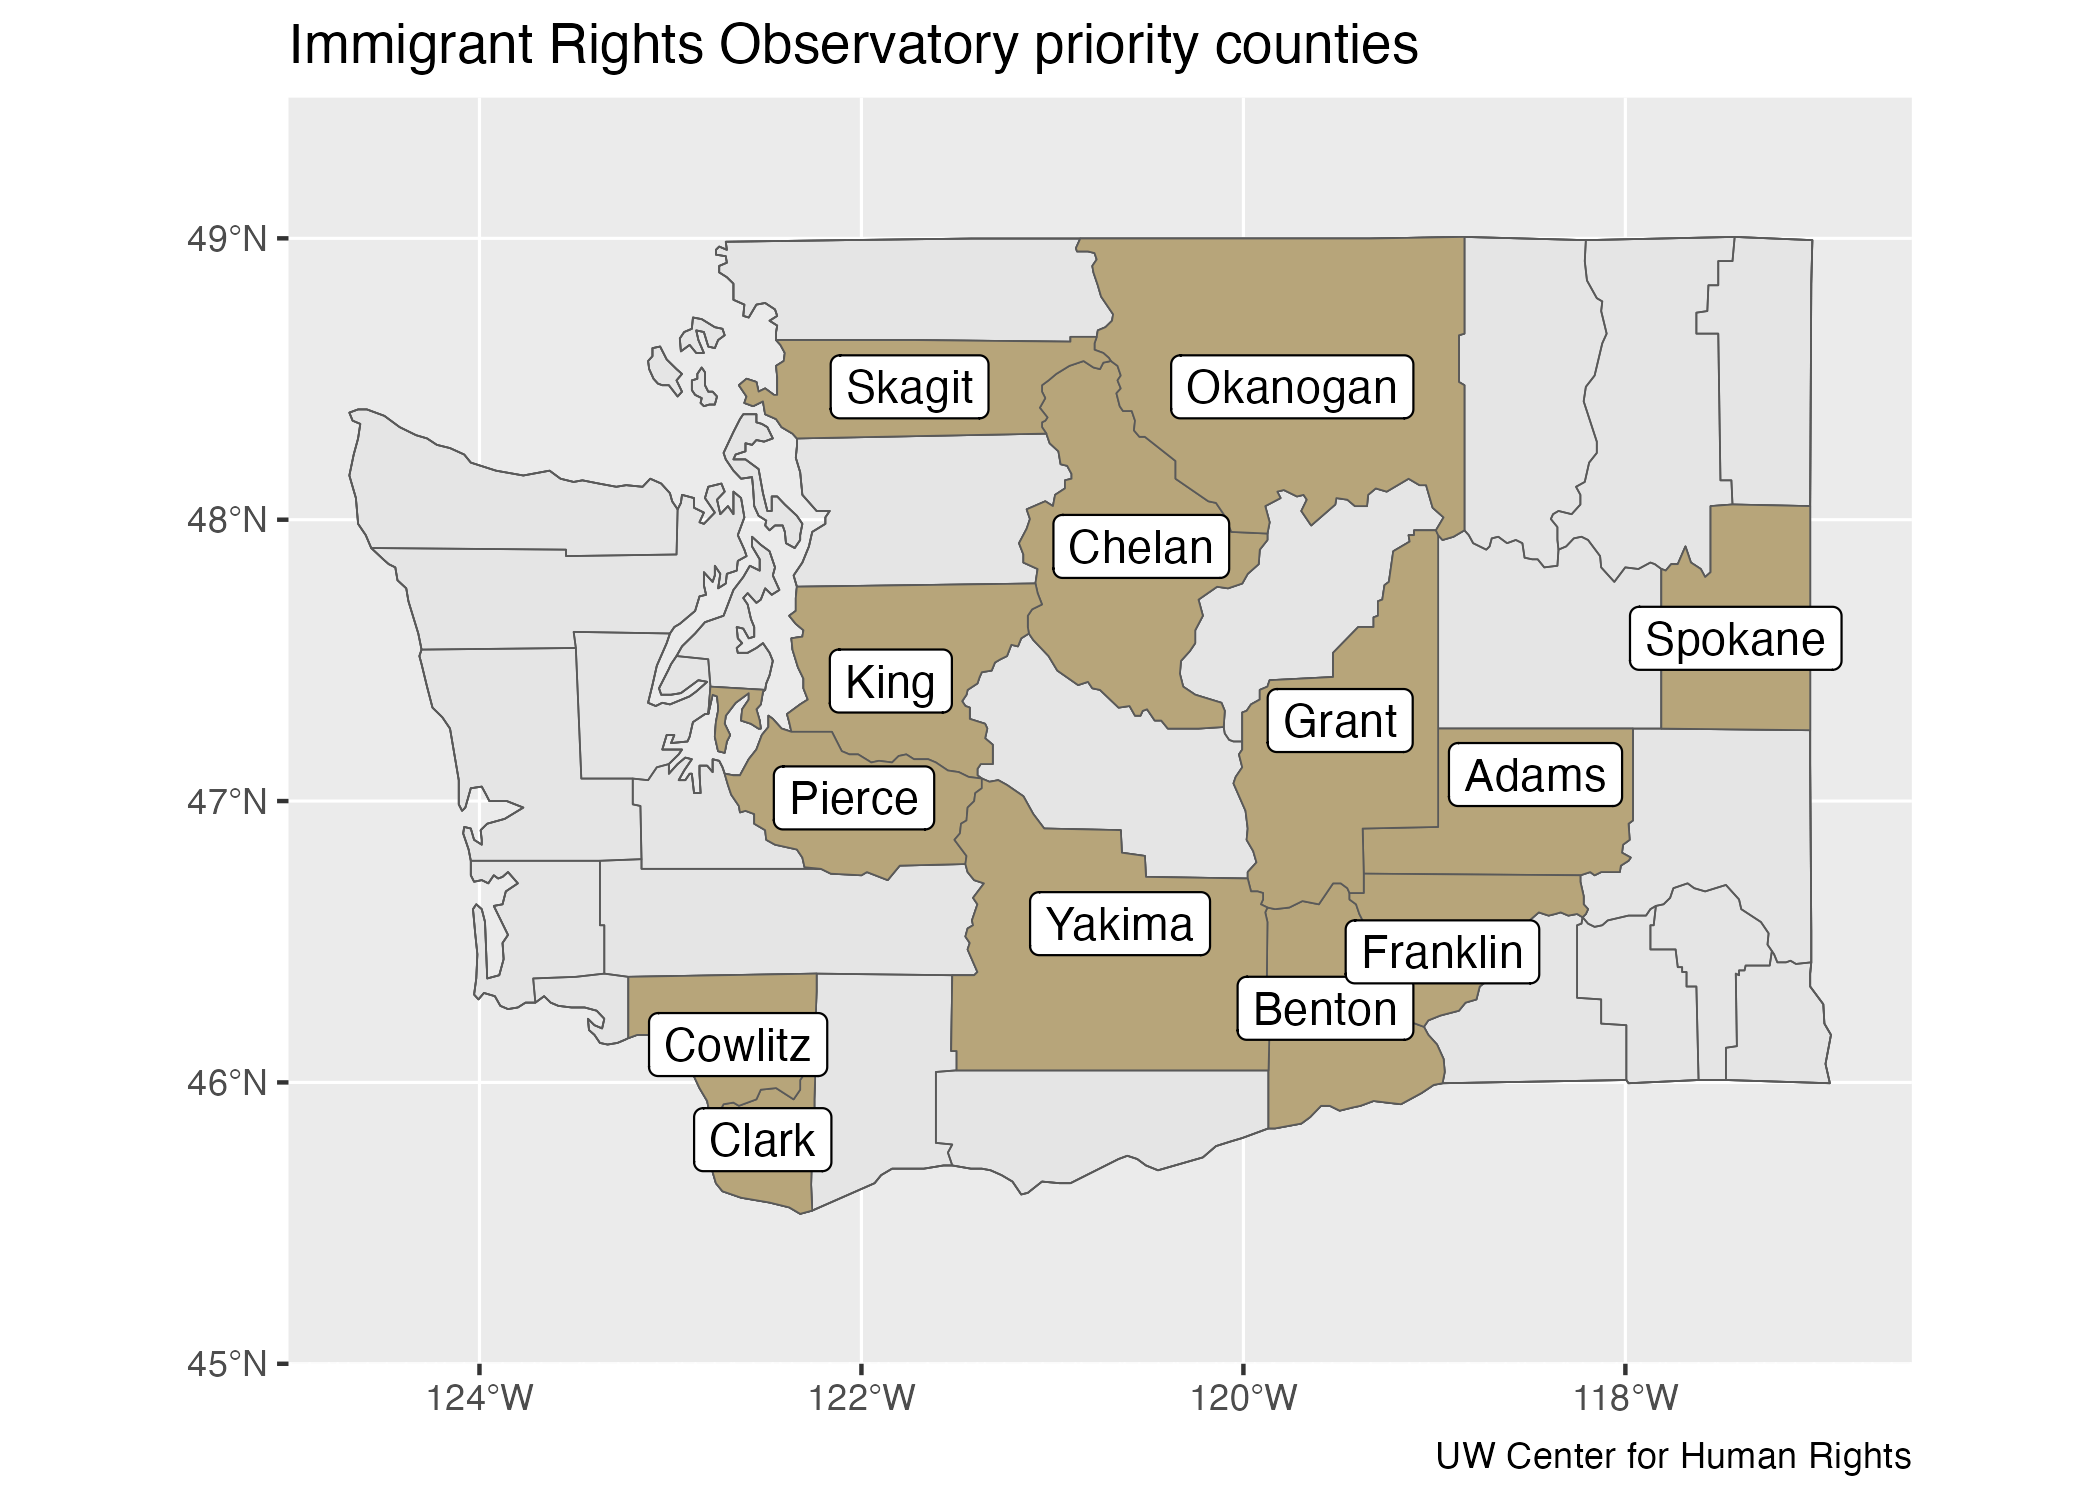 Immigrant Rights Observatory priority counties
49°N
48°N
47°N
46°N
45°N
Skagit
Okanogan
Chelan
Spokane
King
Grant
Adams
Pierce
Yakima
Franklin
Benton
Cowlitz
Clark
124°W
122°W
120°W
118°W
UW Center for Human Rights